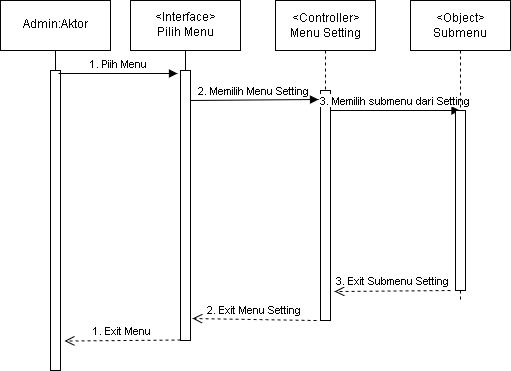 Admin:Aktor
<Interface>
Pilih Menu
<Controller>
Menu Setting
<Object>
Submenu
1. Piih Menu
2. Memilih Menu Setting
3. Memilih submenu dari Setting
3. Exit Submenu Setting
2. Exit Menu Setting
1. Exit Menu